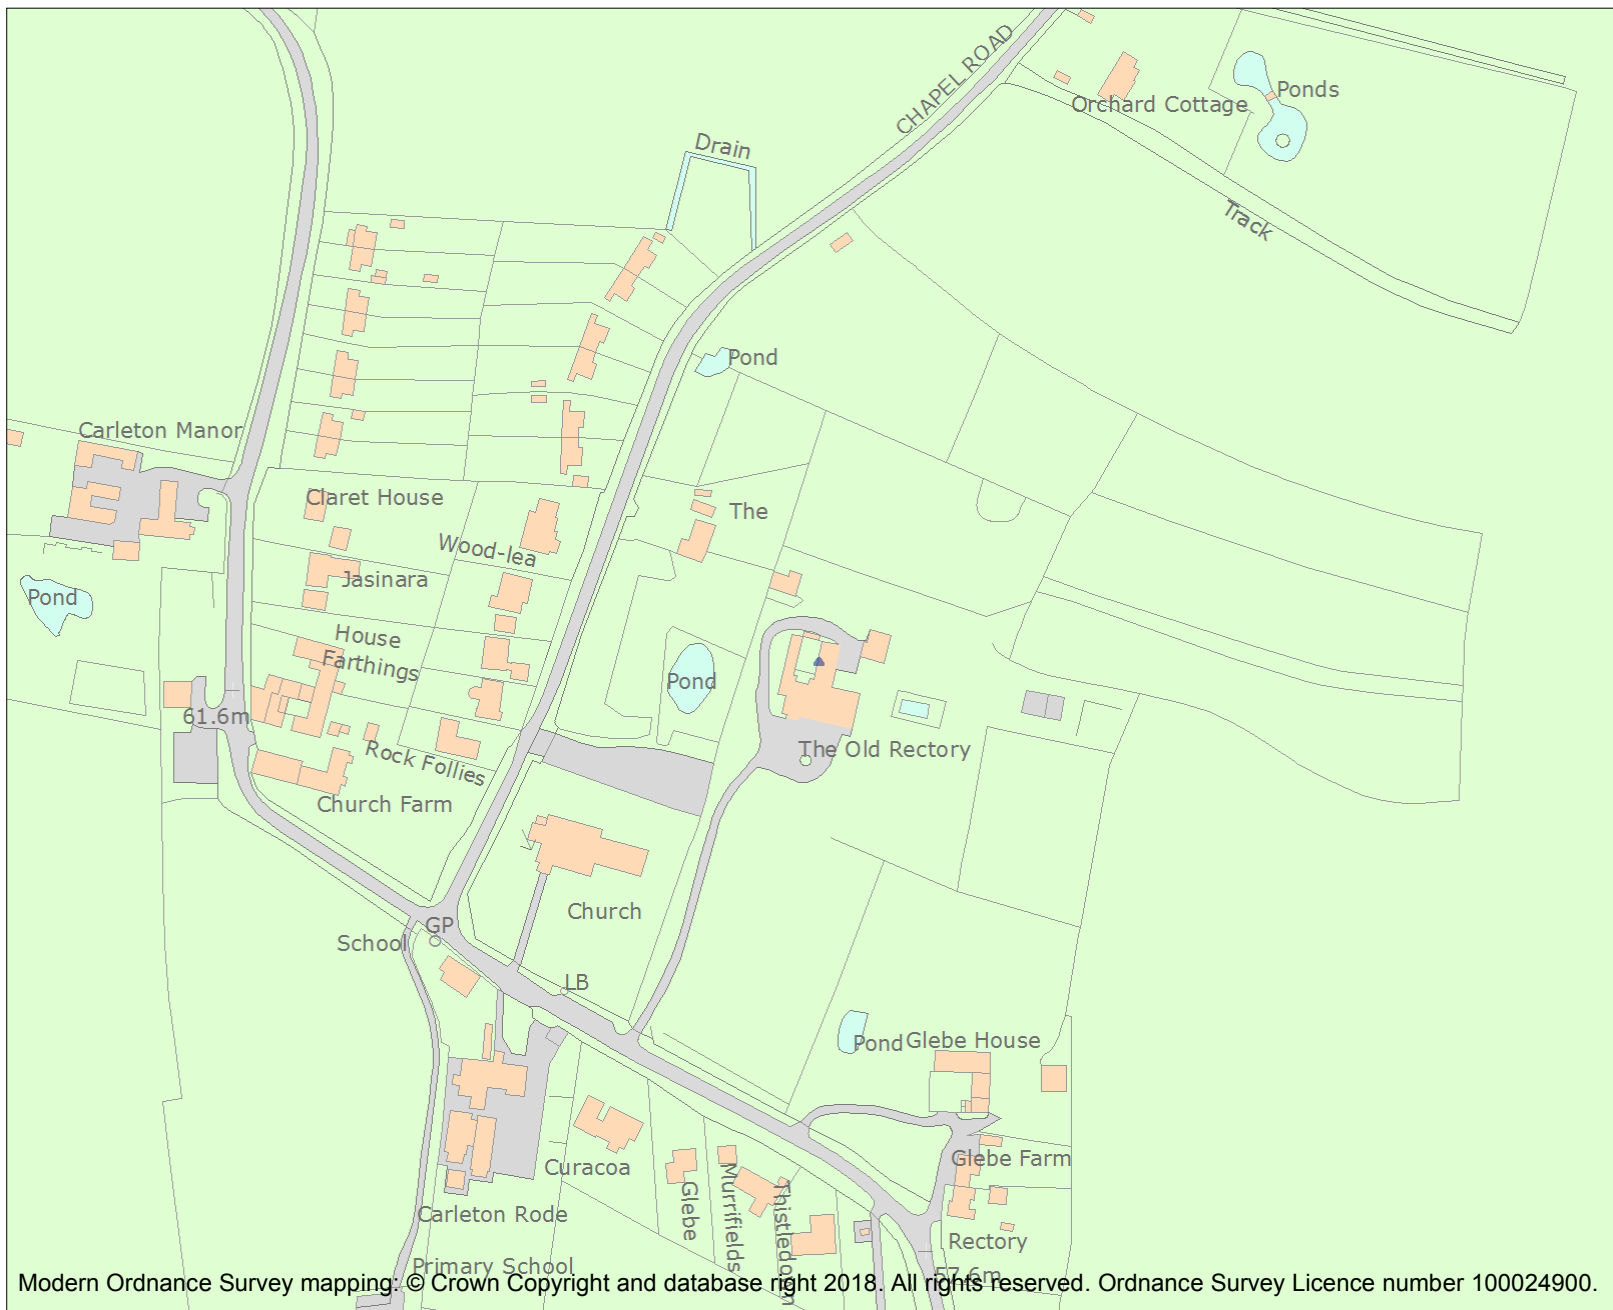 CHAPEL ROAD
Ponds
Orchard Cottage
Drain
Track
Pond
Carleton Manor
Claret House
The
Wood-lea
Jasinara
Pond
House
Farthings
Pond
61.6m
Rock Follies
The Old Rectory
Church Farm
Church
GP
School
LB
Pond
Glebe House
Curacoa
Glebe Farm
Glebe
Murrifields
Thistledown
Carleton Rode
Primary School
Rectory
57.6m
Modern Ordnance Survey mapping: © Crown Copyright and database right 2018. All rights reserved. Ordnance Survey Licence number 100024900.